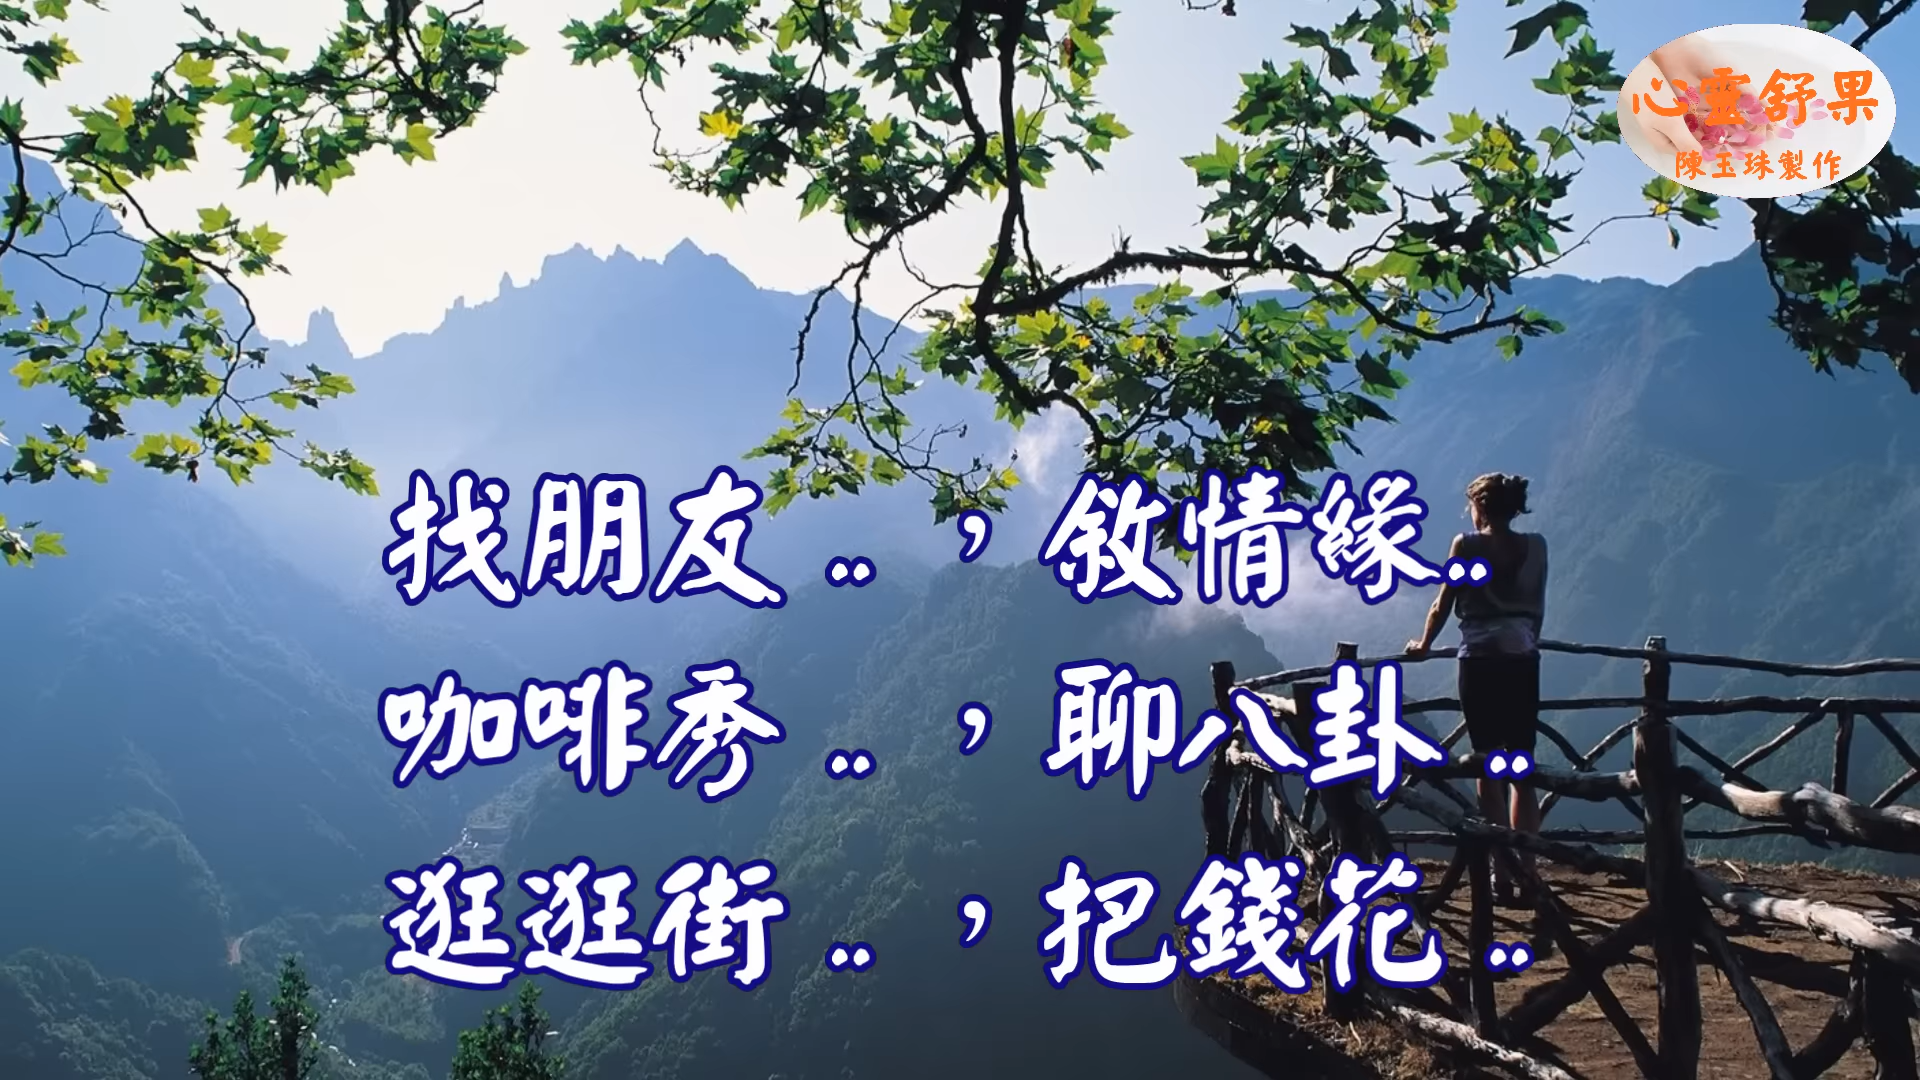 心靈舒果
陳玉珠製作
找朋友 .. ，敘情緣..
咖啡秀 .. ，聊八卦 ..
逛逛街 .. ，把錢花 ..